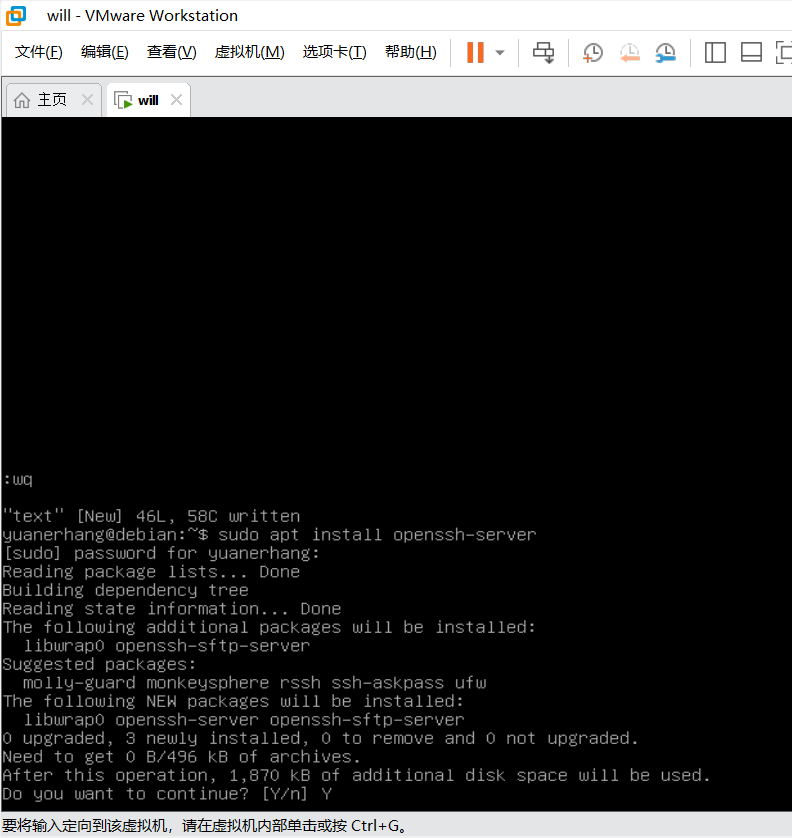 will - VMware Workstation
文件(F) 编辑(E) 查看(V) 虚拟机(M) 选项卡(T) 帮助(H)
主页 will
:wq
"text" [New] 46L, 58C written
yuanerhang@debian:~$ sudo apt install openssh-server
[sudo] password for yuanerhang:
Reading package lists... Done
Building dependency tree
Reading state information... Done
The following additional packages will be installed:
  libwrap0 openssh-sftp-server
Suggested packages:
  molly-guard monkeysphere rssh ssh-askpass ufw
The following NEW packages will be installed:
  libwrap0 openssh-server openssh-sftp-server
0 upgraded, 3 newly installed, 0 to remove and 0 not upgraded.
Need to get 0 B/496 kB of archives.
After this operation, 1,870 kB of additional disk space will be used.
Do you want to continue? [Y/n] Y
要将输入定向到该虚拟机，请在虚拟机内部单击或按 Ctrl+G。